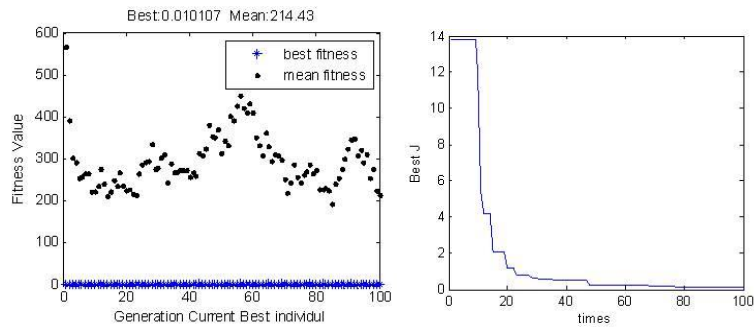 Best:0.010107 Mean:214.43
600
500
400
300
200
100
0
Fitness Value
best fitness
mean fitness
0 20 40 60 80 100
Generation Current Best individul
14
12
10
8
6
4
2
0
Best J
0 20 40 60 80 100
times